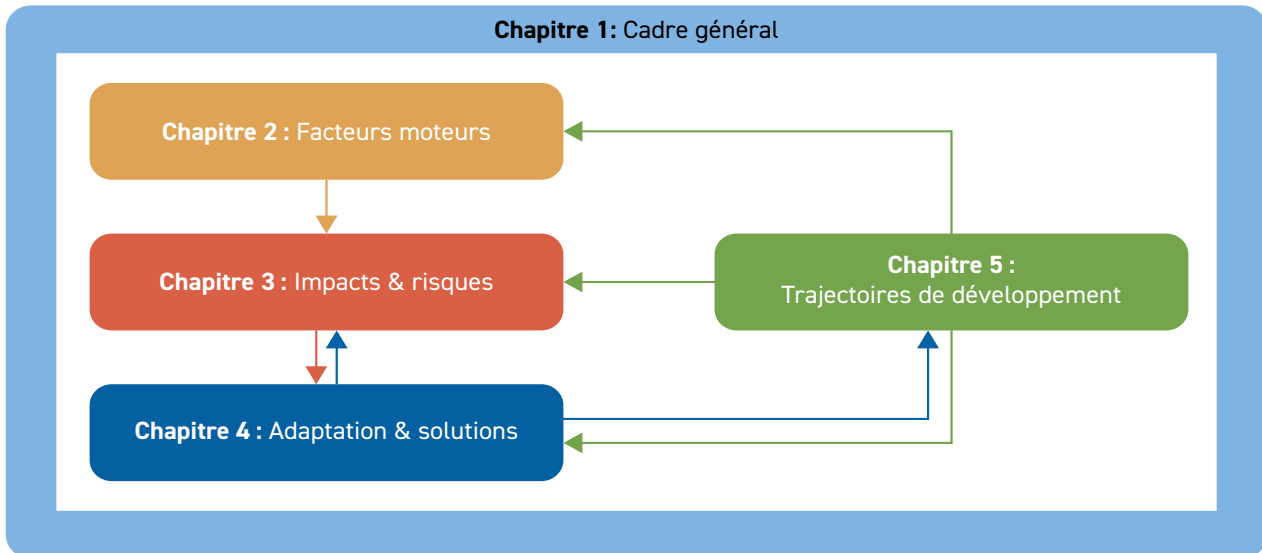 Chapitre 1: Cadre général
Chapitre 2 : Facteurs moteurs
Chapitre 3 : Impacts & risques
Chapitre 5 :
Trajectoires de développement
Chapitre 4 : Adaptation & solutions